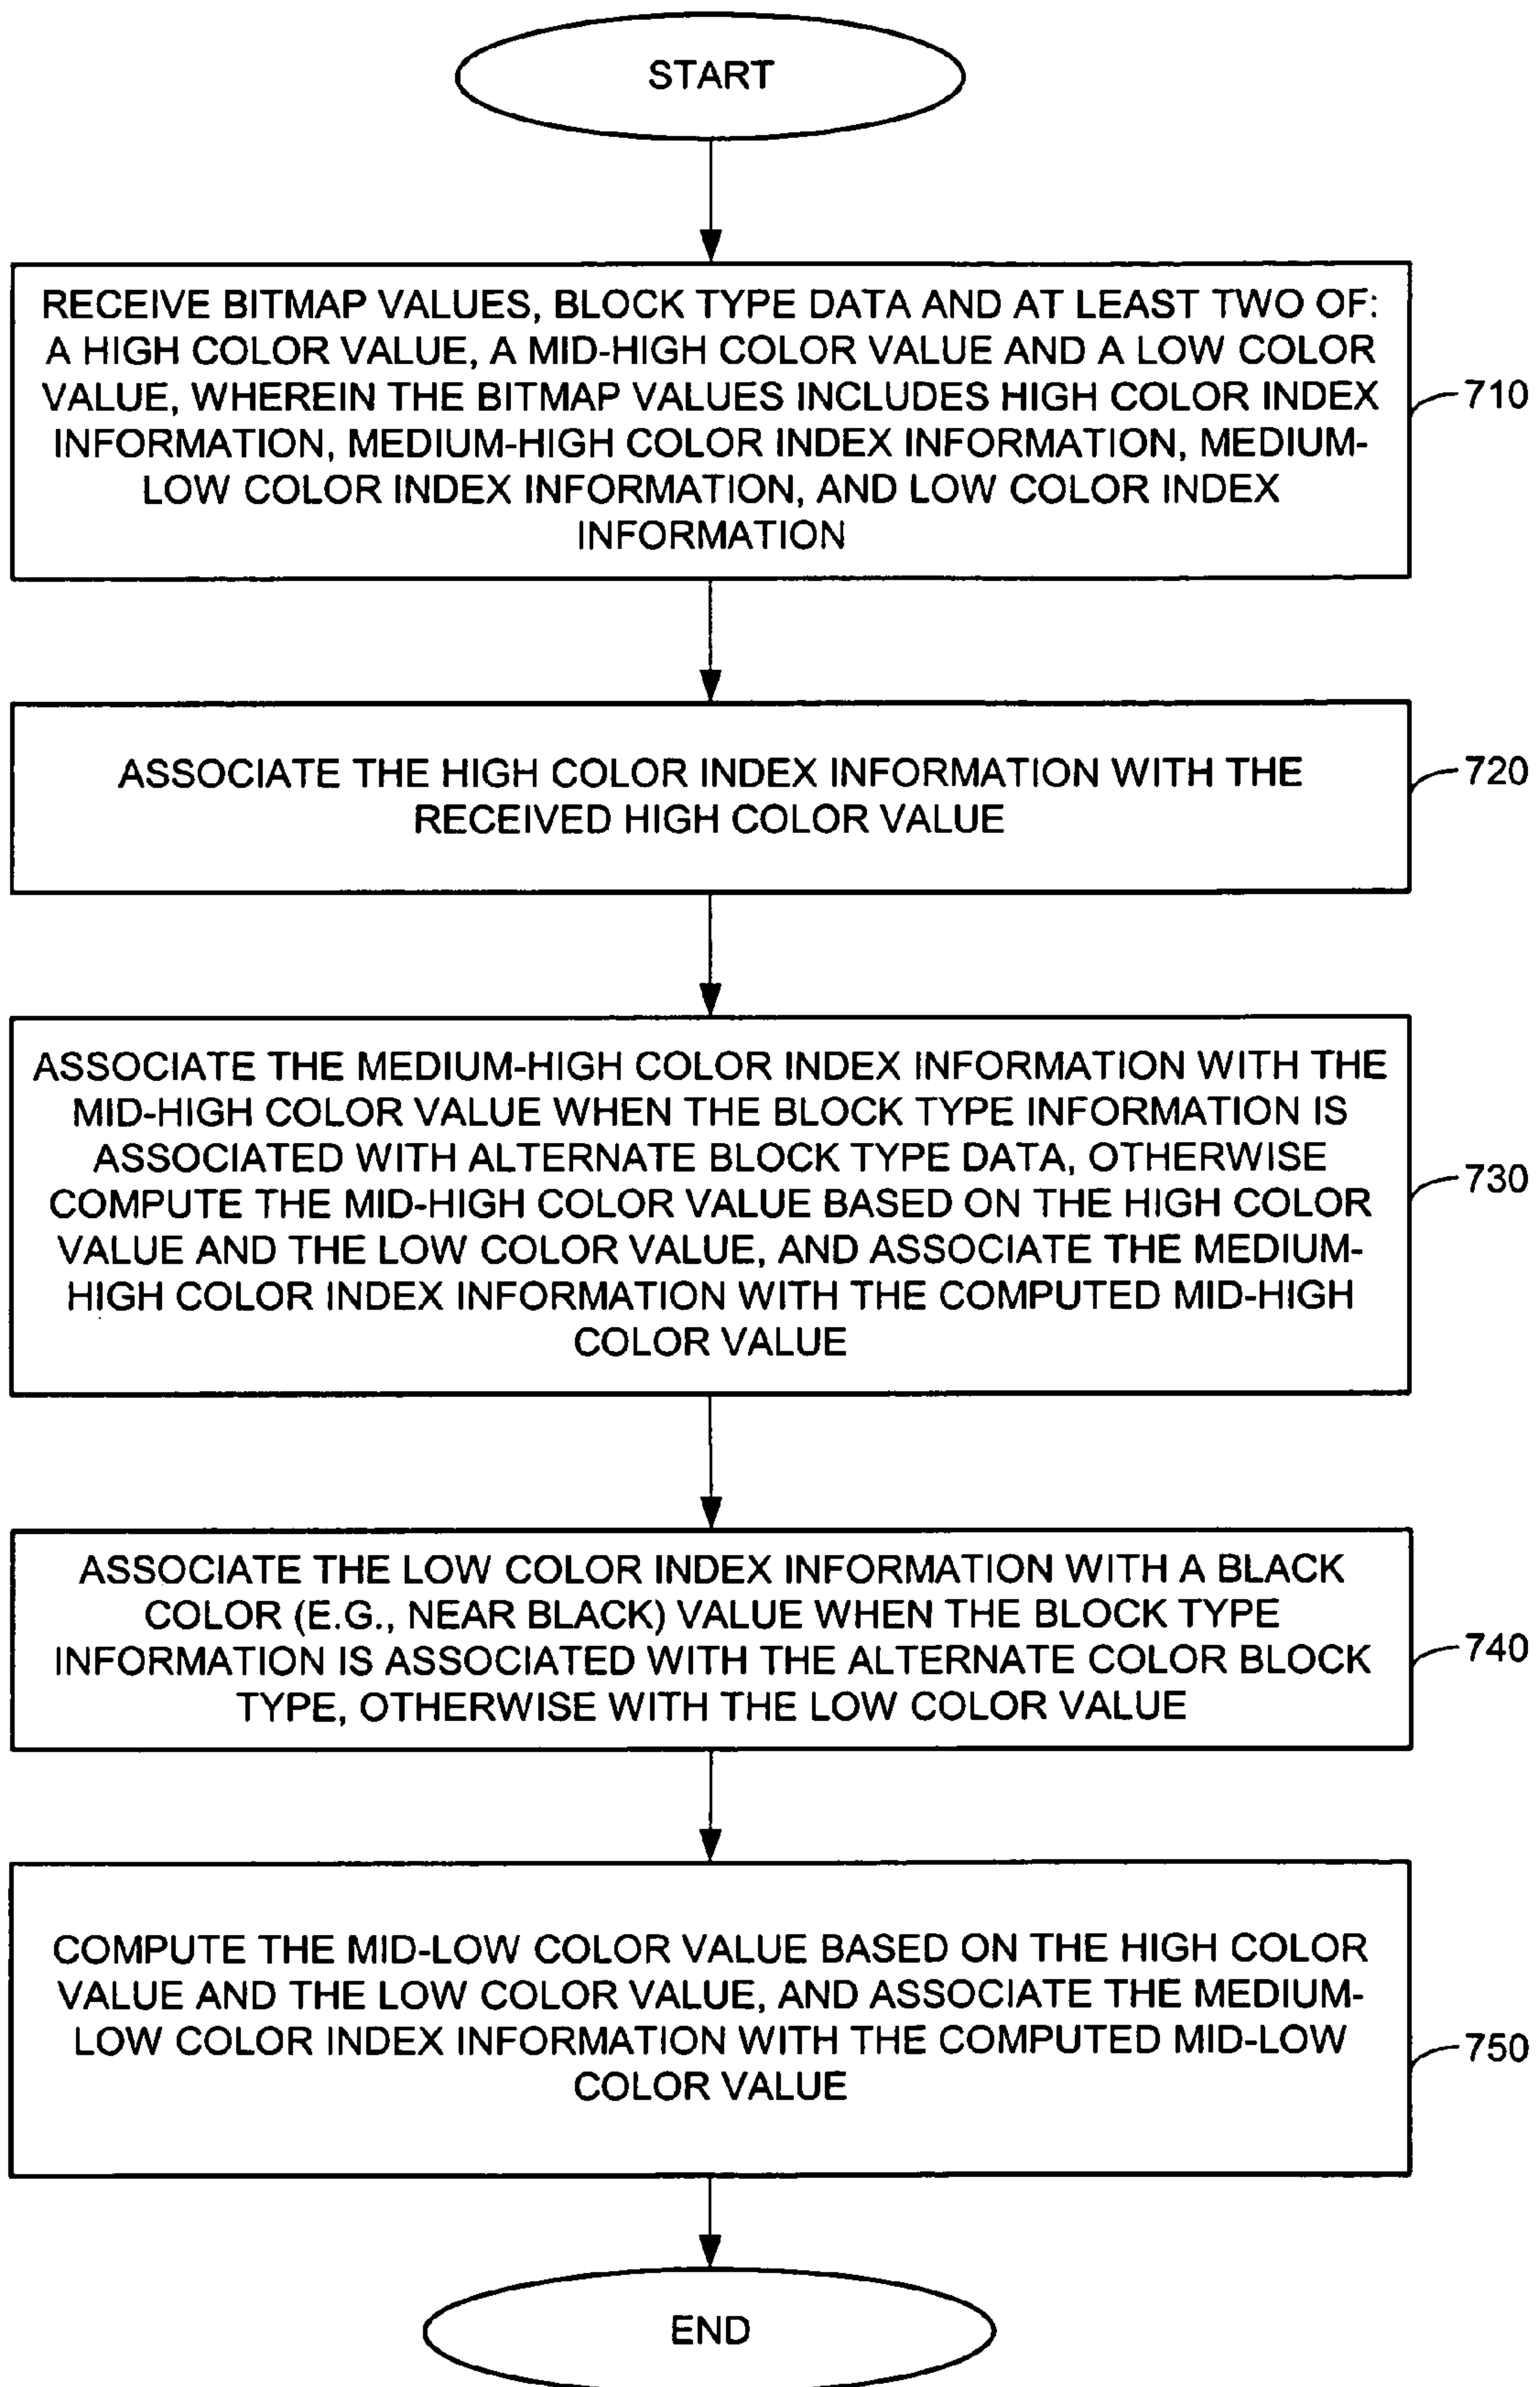 START
RECEIVE BITMAP VALUES, BLOCK TYPE DATA AND AT LEAST TWO OF:
A HIGH COLOR VALUE, A MID-HIGH COLOR VALUE AND A LOW COLOR
VALUE, WHEREIN THE BITMAP VALUES INCLUDES HIGH COLOR INDEX
INFORMATION, MEDIUM-HIGH COLOR INDEX INFORMATION, MEDIUM-
LOW COLOR INDEX INFORMATION, AND LOW COLOR INDEX
INFORMATION
710
ASSOCIATE THE HIGH COLOR INDEX INFORMATION WITH THE
RECEIVED HIGH COLOR VALUE
720
ASSOCIATE THE MEDIUM-HIGH COLOR INDEX INFORMATION WITH THE
MID-HIGH COLOR VALUE WHEN THE BLOCK TYPE INFORMATION IS
ASSOCIATED WITH ALTERNATE BLOCK TYPE DATA, OTHERWISE
COMPUTE THE MID-HIGH COLOR VALUE BASED ON THE HIGH COLOR
VALUE AND THE LOW COLOR VALUE, AND ASSOCIATE THE MEDIUM-
HIGH COLOR INDEX INFORMATION WITH THE COMPUTED MID-HIGH
COLOR VALUE
730
ASSOCIATE THE LOW COLOR INDEX INFORMATION WITH A BLACK
COLOR (E.G., NEAR BLACK) VALUE WHEN THE BLOCK TYPE
INFORMATION IS ASSOCIATED WITH THE ALTERNATE COLOR BLOCK
TYPE, OTHERWISE WITH THE LOW COLOR VALUE
740
COMPUTE THE MID-LOW COLOR VALUE BASED ON THE HIGH COLOR
VALUE AND THE LOW COLOR VALUE, AND ASSOCIATE THE MEDIUM-
LOW COLOR INDEX INFORMATION WITH THE COMPUTED MID-LOW
COLOR VALUE
750
END